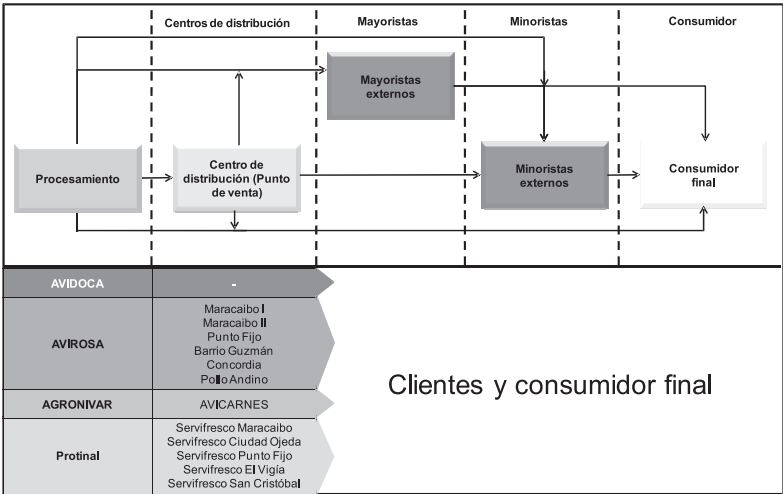 Centros de distribución
Mayoristas
Minoristas
Consumidor
Mayoristas
externos
Procesamiento
Centro de
distribución (Punto
de venta)
Minoristas
externos
Consumidor
final
AVIDOCA
-
AVIROSA
Maracaibo I
Maracaibo II
Punto Fijo
Barrio Guzmán
Concordia
Pollo Andino
AGRONIVAR
AVICARNES
Protinal
Servifresco Maracaibo
Servifresco Ciudad Ojeda
Servifresco Punto Fijo
Servifresco El Vigía
Servifresco San Cristóbal
Clientes y consumidor final